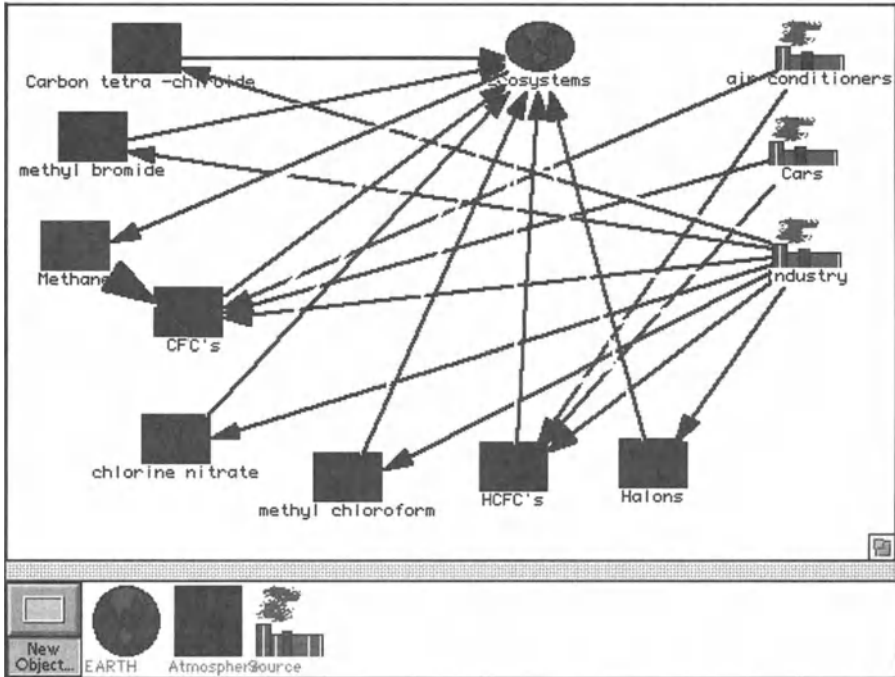 Carbon tetra -chlroide
Ecosystems
air conditioners
methyl bromide
Cars
Methane
Industry
CFC's
chlorine nitrate
methyl chloroform
HCFC's
Halons
New
Object...
EARTH
Atmosphere
Source